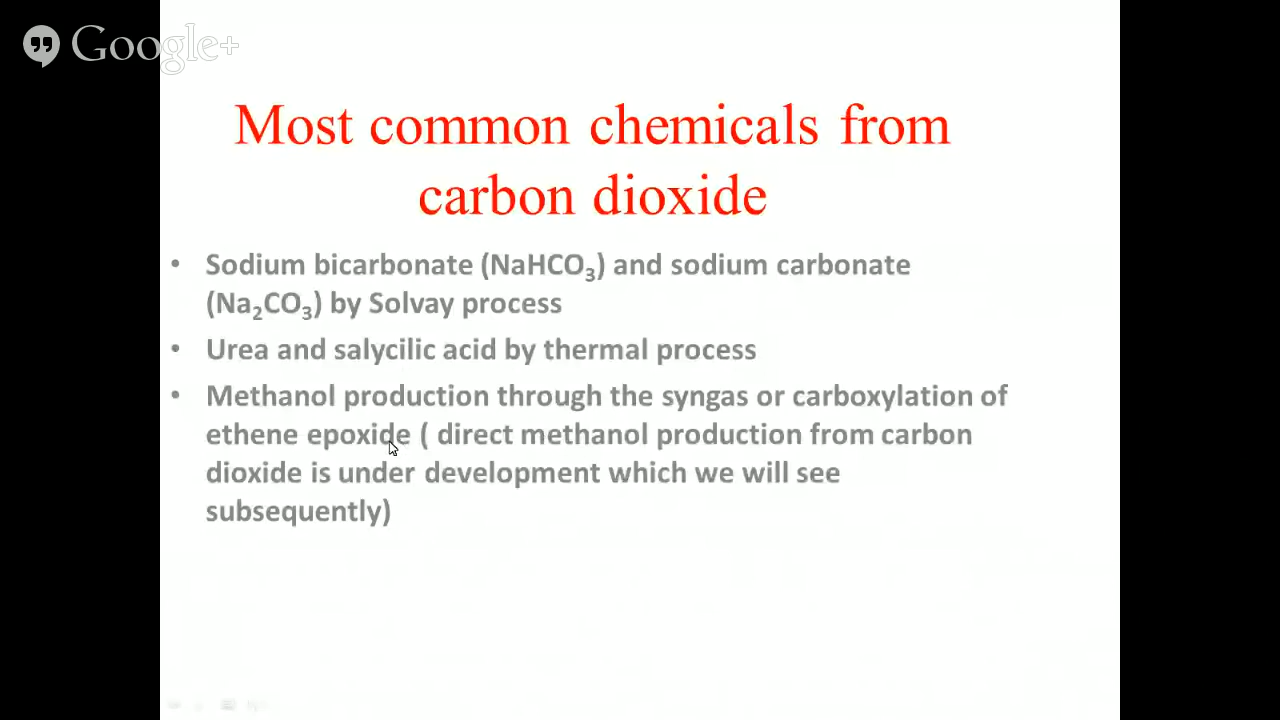 Google+
Most common chemicals from
carbon dioxide
• Sodium bicarbonate (NaHCO₃) and sodium carbonate
(Na₂CO₃) by Solvay process
• Urea and salycilic acid by thermal process
• Methanol production through the syngas or carboxylation of
ethene epoxide ( direct methanol production from carbon
dioxide is under development which we will see
subsequently)